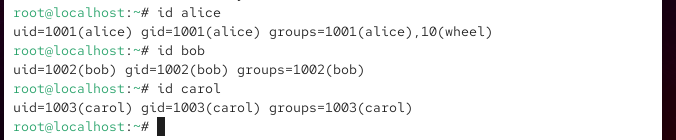 root@localhost:~# id alice
uid=1001(alice) gid=1001(alice) groups=1001(alice),10(wheel)
root@localhost:~# id bob
uid=1002(bob) gid=1002(bob) groups=1002(bob)
root@localhost:~# id carol
uid=1003(carol) gid=1003(carol) groups=1003(carol)
root@localhost:~#